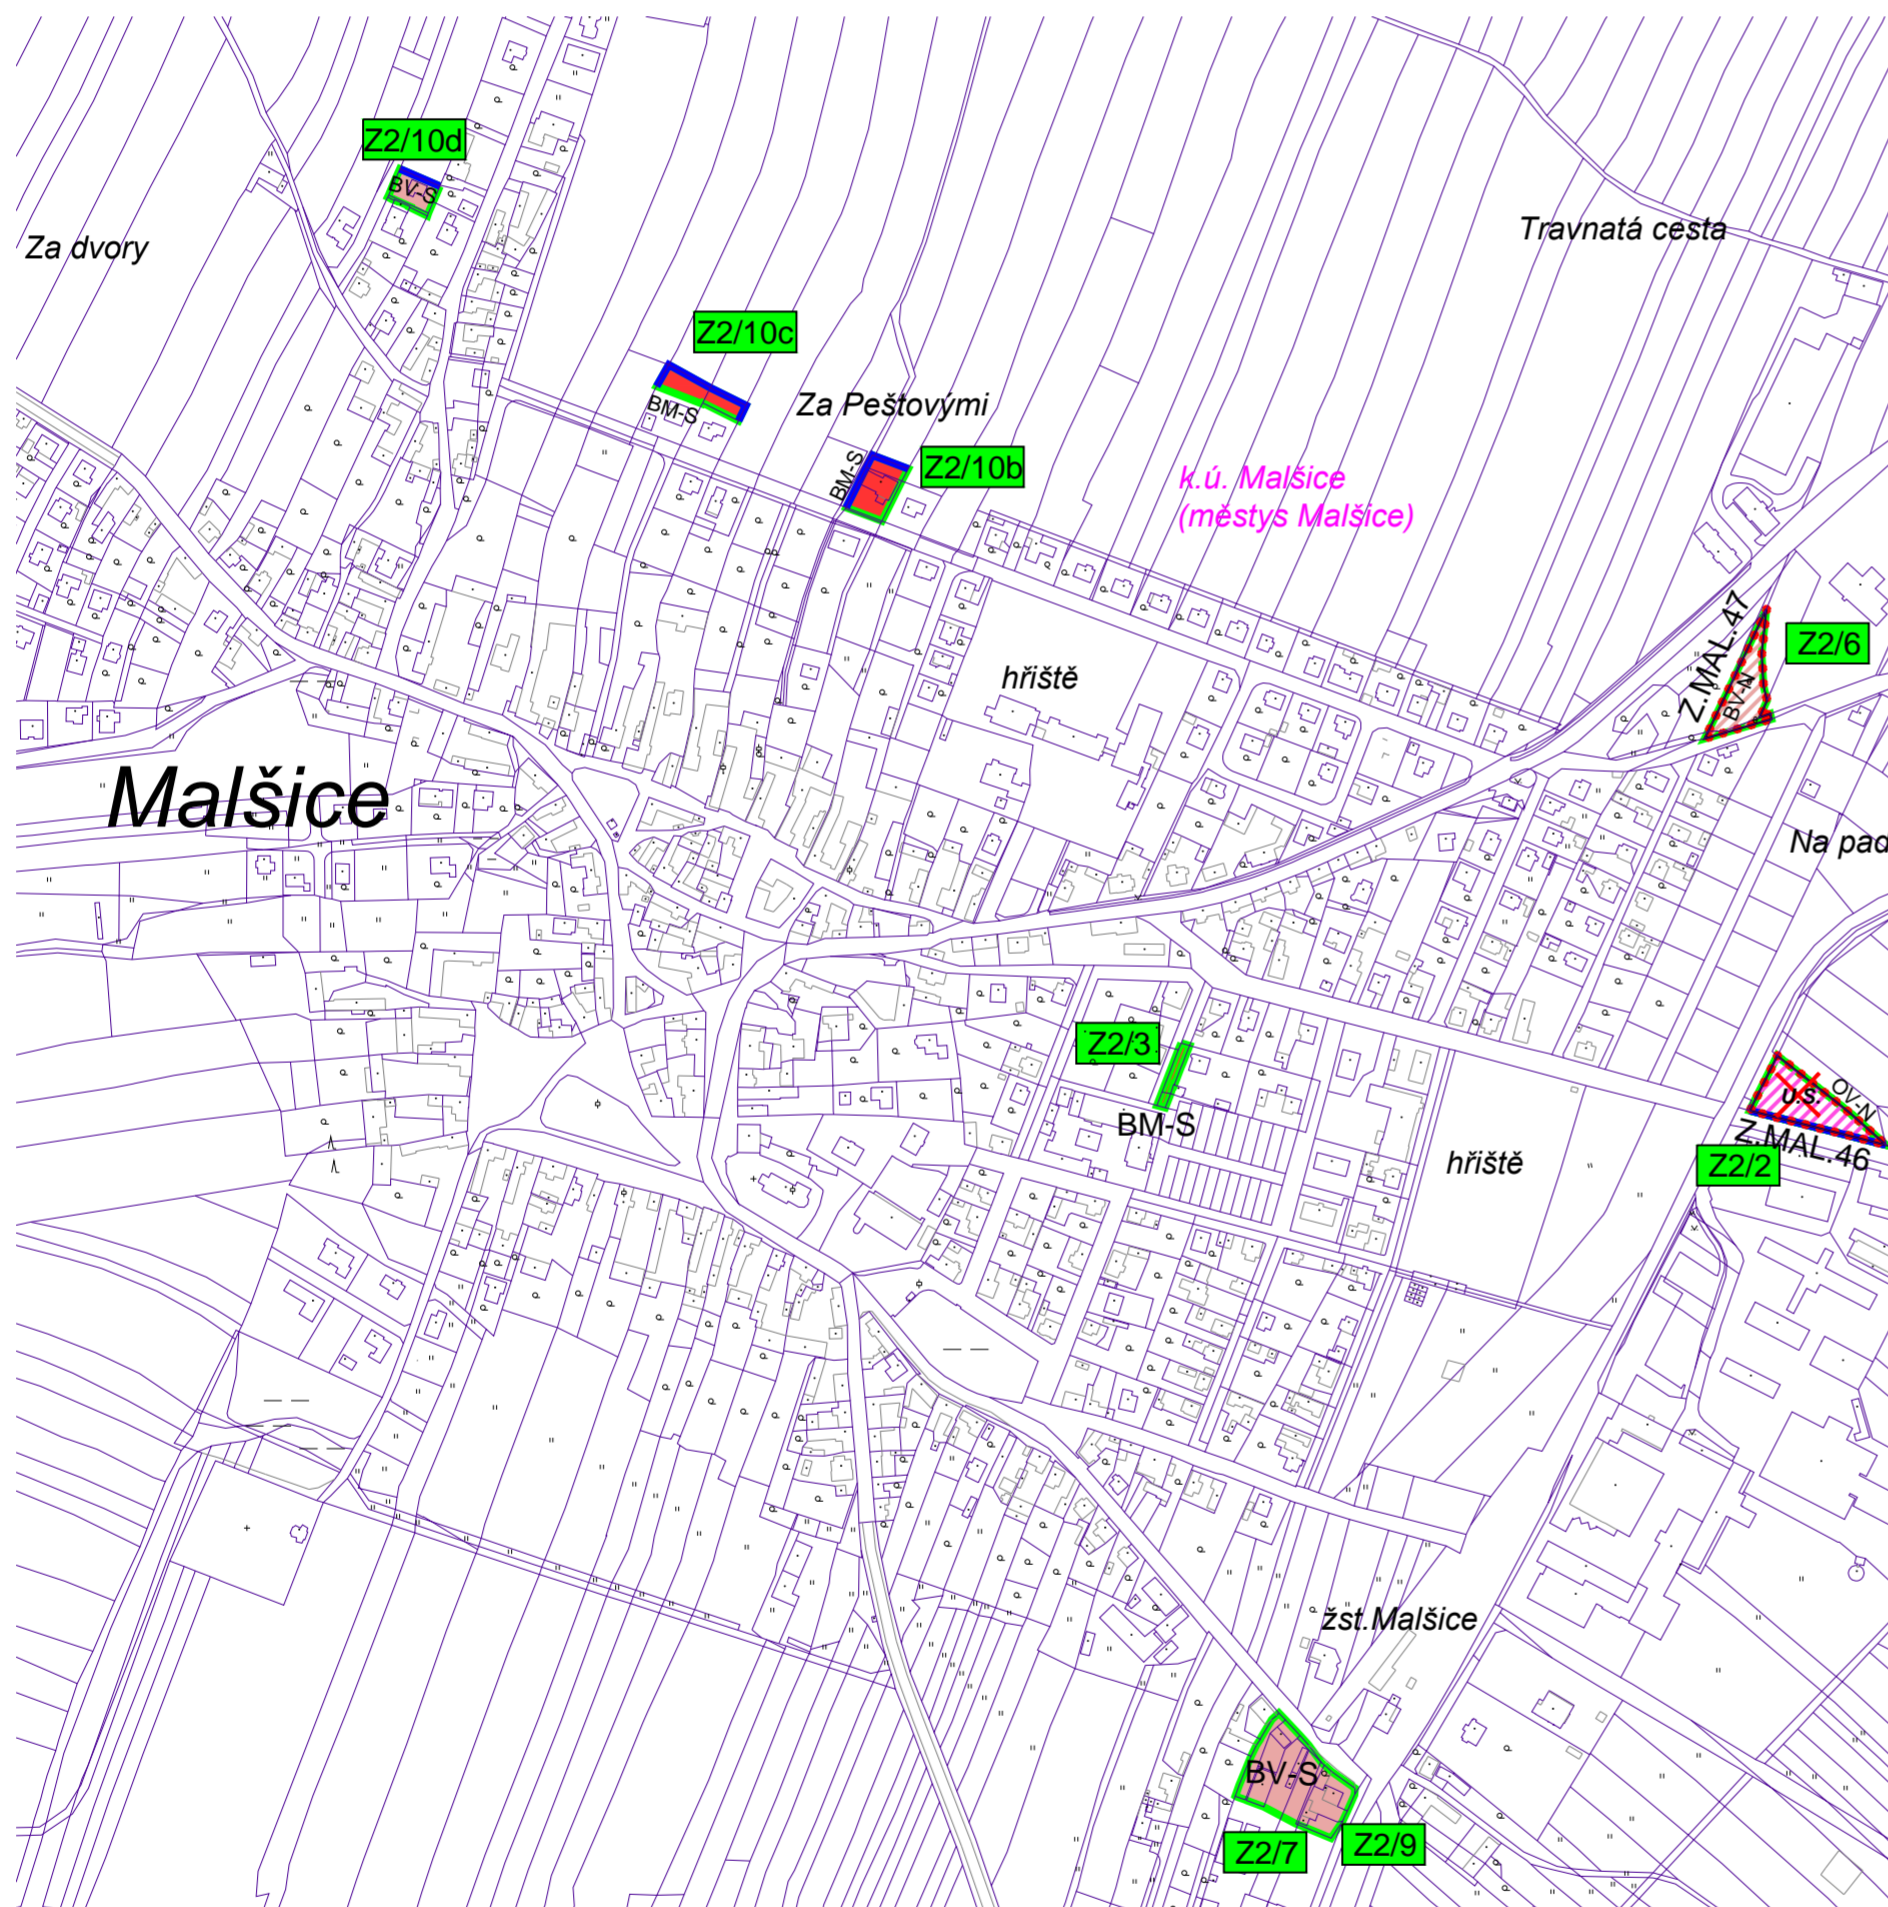 Z2/10d
BV-S
Za dvory
Travnatá cesta
Z2/10c
BM-S
Za Peštovými
BM-S
Z2/10b
k.ú. Malšice
(městys Malšice)
Z.MAL.47
BV-N
Z2/6
hřiště
Malšice
Na pad
Z2/3
BM-S
U.S.
OV-N
Z.MAL.46
Z2/2
hřiště
žst.Malšice
BV-S
Z2/7
Z2/9